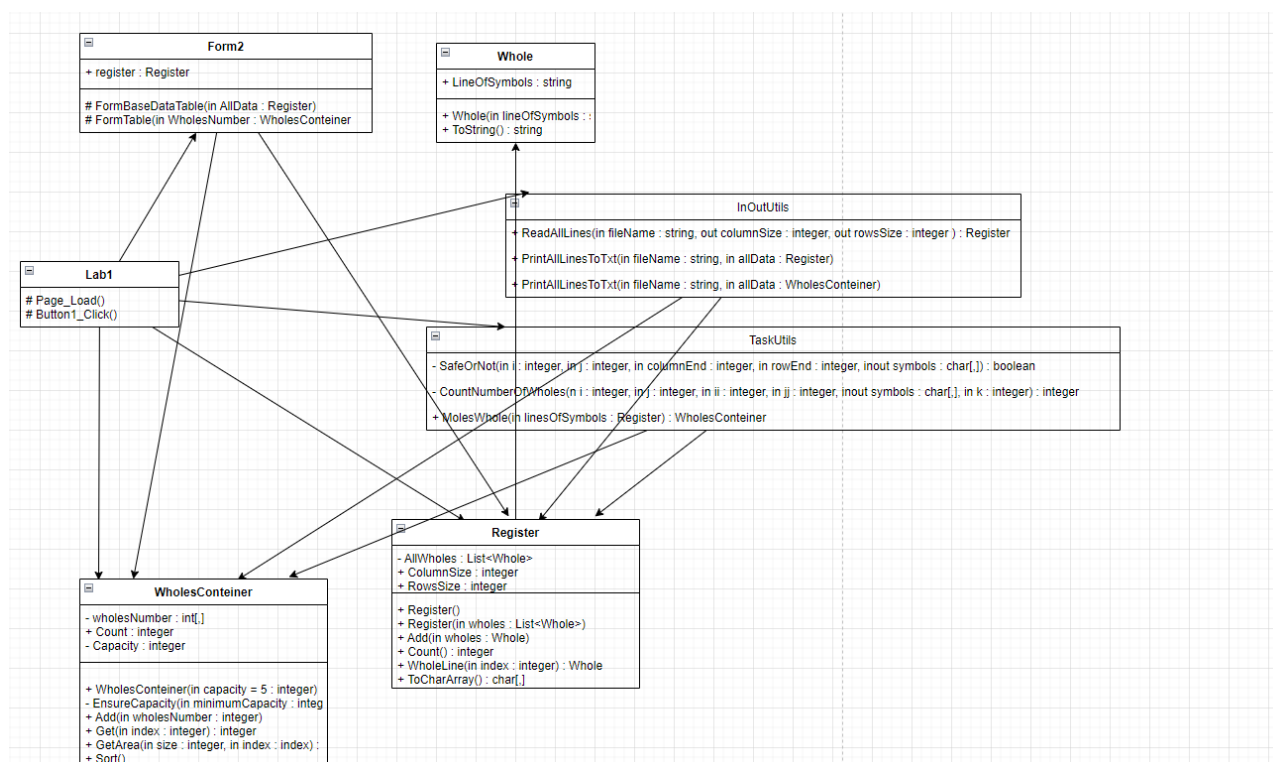 Form2
+ register : Register
# FormBaseDataTable(in AllData : Register)
# FormTable(in WholesNumber : WholesConteiner
Whole
+ LineOfSymbols : string
+ Whole(in lineOfSymbols : 
+ ToString() : string
InOutUtils
+ ReadAllLines(in fileName : string, out columnSize : integer, out rowsSize : integer ) : Register
+ PrintAllLinesToTxt(in fileName : string, in allData : Register)
+ PrintAllLinesToTxt(in fileName : string, in allData : WholesConteiner)
Lab1
# Page_Load()
# Button1_Click()
TaskUtils
- SafeOrNot(in i : integer, in j : integer, in columnEnd : integer, in rowEnd : integer, inout symbols : char[,]) : boolean
- CountNumberOfWholes(n i : integer, in j : integer, in ii : integer, in jj : integer, inout symbols : char[,], in k : integer) : integer
+ MolesWhole(in linesOfSymbols : Register) : WholesConteiner
Register
- AllWholes : List<Whole>
+ ColumnSize : integer
+ RowsSize : integer
+ Register()
+ Register(in wholes : List<Whole>)
+ Add(in wholes : Whole)
+ Count() : integer
+ WholeLine(in index : integer) : Whole
+ ToCharArray() : char[,]
WholesConteiner
- wholesNumber : int[,]
+ Count : integer
- Capacity : integer
+ WholesConteiner(in capacity = 5 : integer)
- EnsureCapacity(in minimumCapacity : integ
+ Add(in wholesNumber : integer)
+ Get(in index : integer) : integer
+ GetArea(in size : integer, in index : index) :
+ Sort()